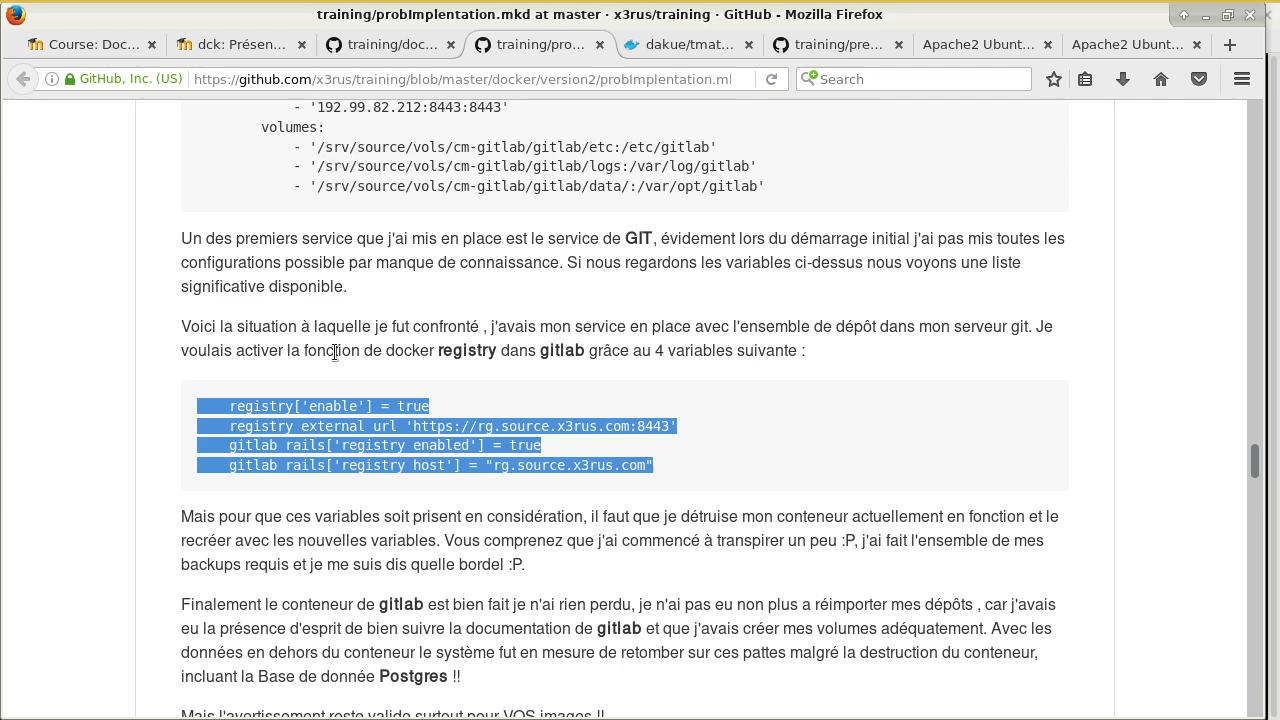 training/probImplentation.mkd at master · x3rus/training · GitHub - Mozilla Firefox
Course: Doc...
dck: Présen...
training/doc...
training/pro...
dakue/tmat...
training/pre...
Apache2 Ubunt...
Apache2 Ubunt...
GitHub, Inc. (US)
https://github.com/x3rus/training/blob/master/docker/version2/probImplentation.ml
Search
- '192.99.82.212:8443:8443'
volumes:
- '/srv/source/vols/cm-gitlab/gitlab/etc:/etc/gitlab'
- '/srv/source/vols/cm-gitlab/gitlab/logs:/var/log/gitlab'
- '/srv/source/vols/cm-gitlab/gitlab/data/:/var/opt/gitlab'
Un des premiers service que j'ai mis en place est le service de GIT, évidement lors du démarrage initial j'ai pas mis toutes les
configurations possible par manque de connaissance. Si nous regardons les variables ci-dessus nous voyons une liste
significative disponible.
Voici la situation à laquelle je fut confronté , j'avais mon service en place avec l'ensemble de dépôt dans mon serveur git. Je
voulais activer la fonction de docker registry dans gitlab grâce au 4 variables suivante :
registry['enable'] = true
registry external url 'https://rg.source.x3rus.com:8443'
gitlab rails['registry enabled'] = true
gitlab rails['registry host'] = "rg.source.x3rus.com"
Mais pour que ces variables soit prisent en considération, il faut que je détruise mon conteneur actuellement en fonction et le
recréer avec les nouvelles variables. Vous comprenez que j'ai commencé à transpirer un peu :P, j'ai fait l'ensemble de mes
backups requis et je me suis dis quelle bordel :P.
Finalement le conteneur de gitlab est bien fait je n'ai rien perdu, je n'ai pas eu non plus a réimporter mes dépôts , car j'avais
eu la présence d'esprit de bien suivre la documentation de gitlab et que j'avais créer mes volumes adéquatement. Avec les
données en dehors du conteneur le système fut en mesure de retomber sur ces pattes malgré la destruction du conteneur,
incluant la Base de donnée Postgres !!
Mais l'avertissement reste valide surtout pour VOS images !!